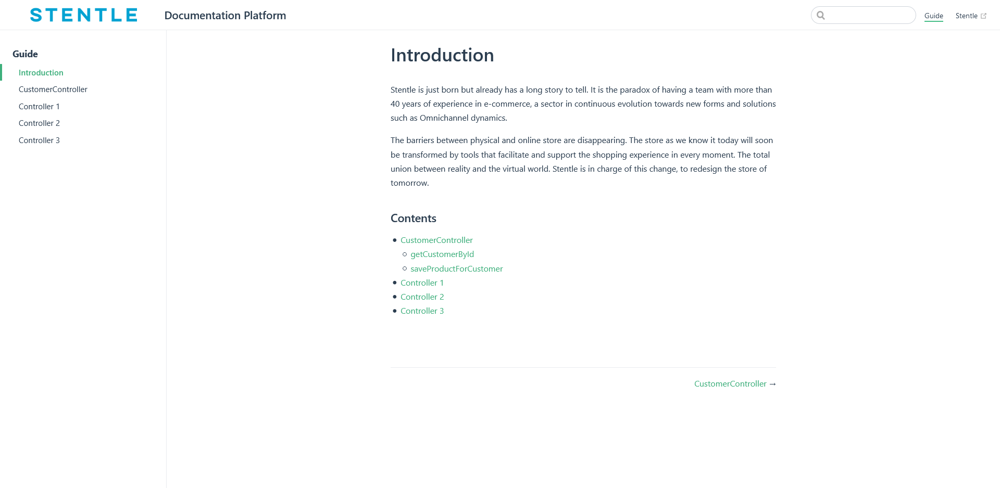 STENTLE
Documentation Platform
Guide
Stentle
Guide
Introduction
CustomerController
Controller 1
Controller 2
Controller 3
Introduction
Stentle is just born but already has a long story to tell. It is the paradox of having a team with more than
40 years of experience in e-commerce, a sector in continuous evolution towards new forms and solutions
such as Omnichannel dynamics.
The barriers between physical and online store are disappearing. The store as we know it today will soon
be transformed by tools that facilitate and support the shopping experience in every moment. The total
union between reality and the virtual world. Stentle is in charge of this change, to redesign the store of
tomorrow.
Contents
CustomerController
getCustomerById
saveProductForCustomer
Controller 1
Controller 2
Controller 3
CustomerController →